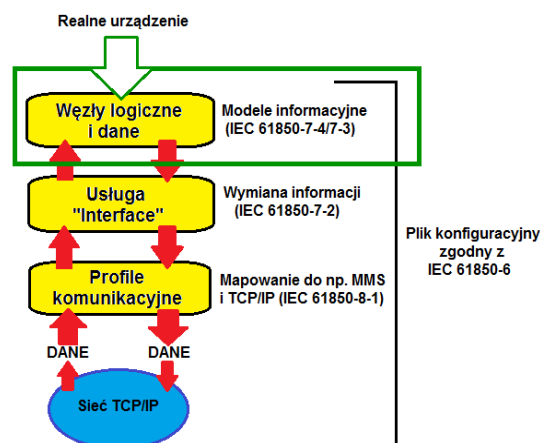 Realne urządzenie
Węzły logiczne
i dane
Modele informacyjne
(IEC 61850-7-4/7-3)
Usługa
"Interface"
Wymiana informacji
(IEC 61850-7-2)
Plik konfiguracyjny
zgodny z
IEC 61850-6
Profile
komunikacyjne
Mapowanie do np. MMS
i TCP/IP (IEC 61850-8-1)
DANE
DANE
Sieć TCP/IP